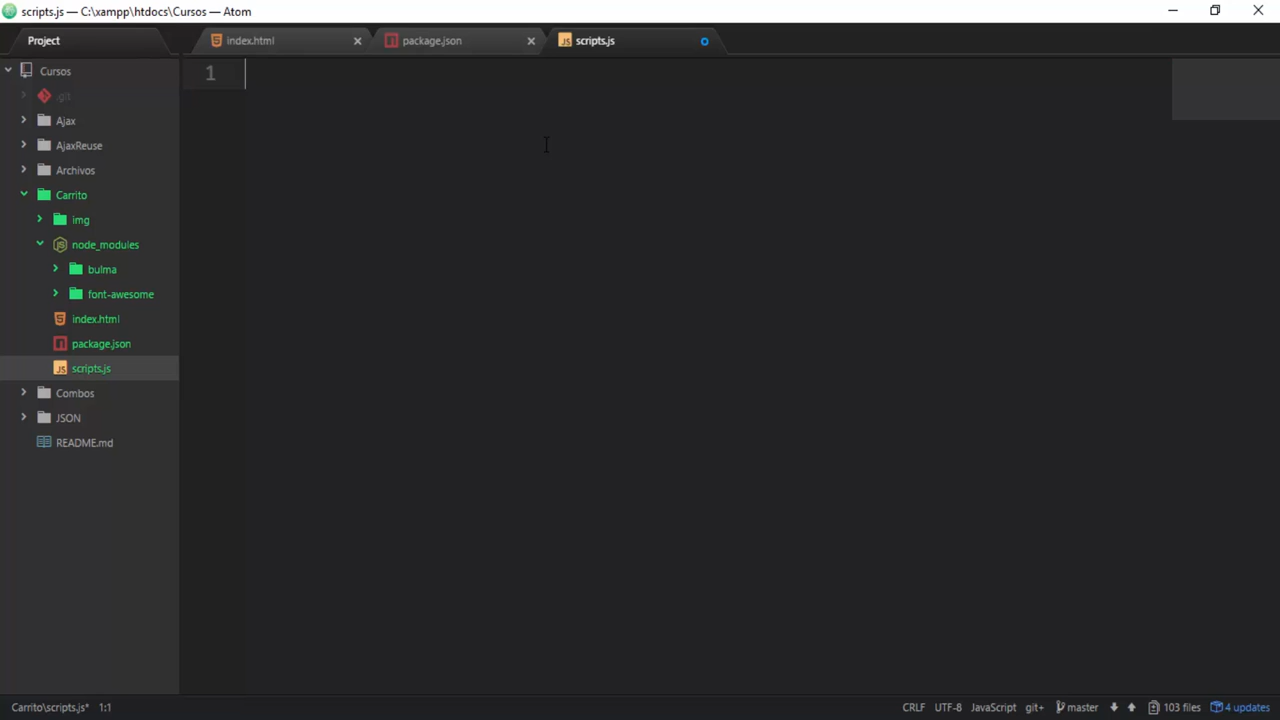 scripts.js — C:\xampp\htdocs\Cursos — Atom
Project
index.html
package.json
scripts.js
Cursos
.git
Ajax
AjaxReuse
Archivos
Carrito
img
node_modules
bulma
font-awesome
index.html
package.json
scripts.js
Combos
JSON
README.md
1
Carrito\scripts.js* 1:1
CRLF UTF-8 JavaScript git+ master 103 files 4 updates